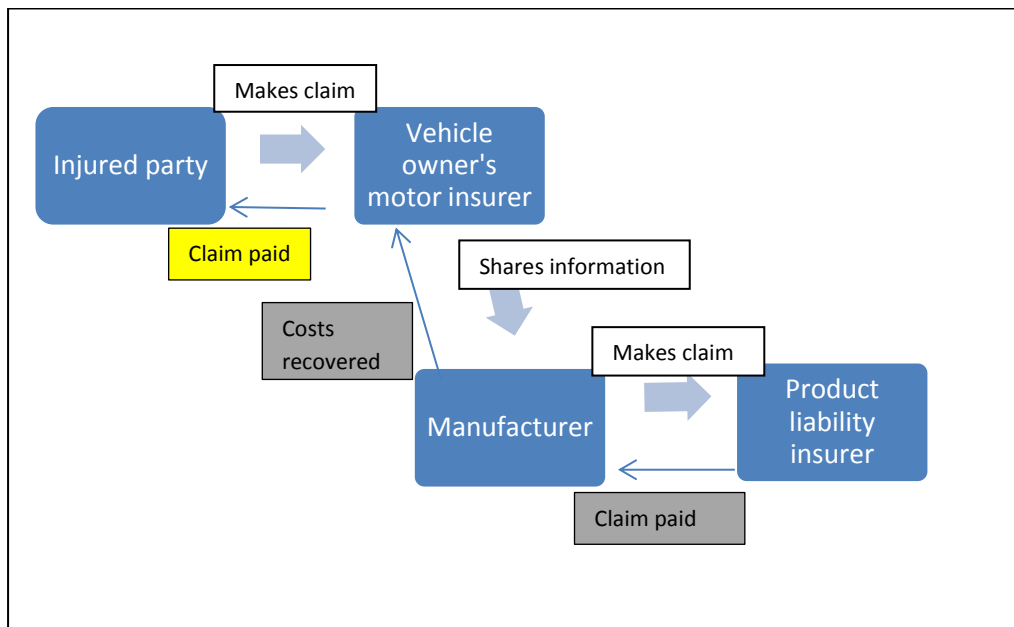 Makes claim
Injured party
Vehicle
owner's
motor insurer
Claim paid
Shares information
Costs
recovered
Makes claim
Manufacturer
Product
liability
insurer
Claim paid